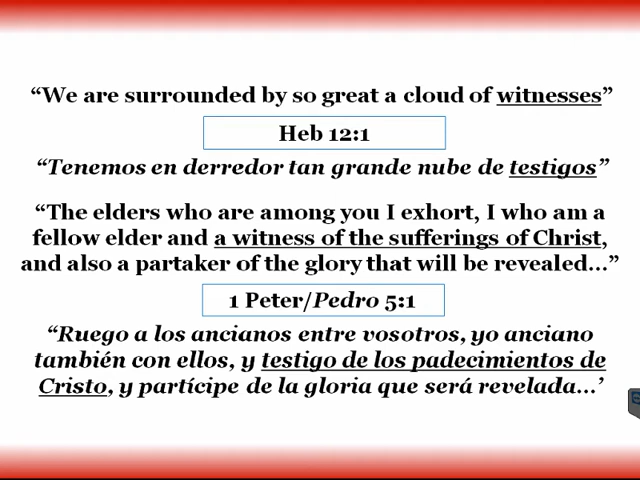 “We are surrounded by so great a cloud of witnesses”
Heb 12:1
“Tenemos en derredor tan grande nube de testigos”
“The elders who are among you I exhort, I who am a
fellow elder and a witness of the sufferings of Christ,
and also a partaker of the glory that will be revealed…”
1 Peter/Pedro 5:1
“Ruego a los ancianos entre vosotros, yo anciano
también con ellos, y testigo de los padecimientos de
Cristo, y partícipe de la gloria que será revelada…’